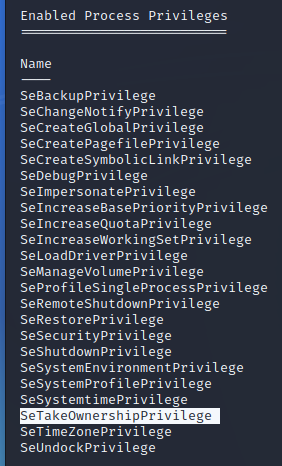 Enabled Process Privileges
==========================
Name
----
SeBackupPrivilege
SeChangeNotifyPrivilege
SeCreateGlobalPrivilege
SeCreatePagefilePrivilege
SeCreateSymbolicLinkPrivilege
SeDebugPrivilege
SeImpersonatePrivilege
SeIncreaseBasePriorityPrivilege
SeIncreaseQuotaPrivilege
SeIncreaseWorkingSetPrivilege
SeLoadDriverPrivilege
SeManageVolumePrivilege
SeProfileSingleProcessPrivilege
SeRemoteShutdownPrivilege
SeRestorePrivilege
SeSecurityPrivilege
SeShutdownPrivilege
SeSystemEnvironmentPrivilege
SeSystemProfilePrivilege
SeSystemtimePrivilege
SeTakeOwnershipPrivilege
SeTimeZonePrivilege
SeUndockPrivilege